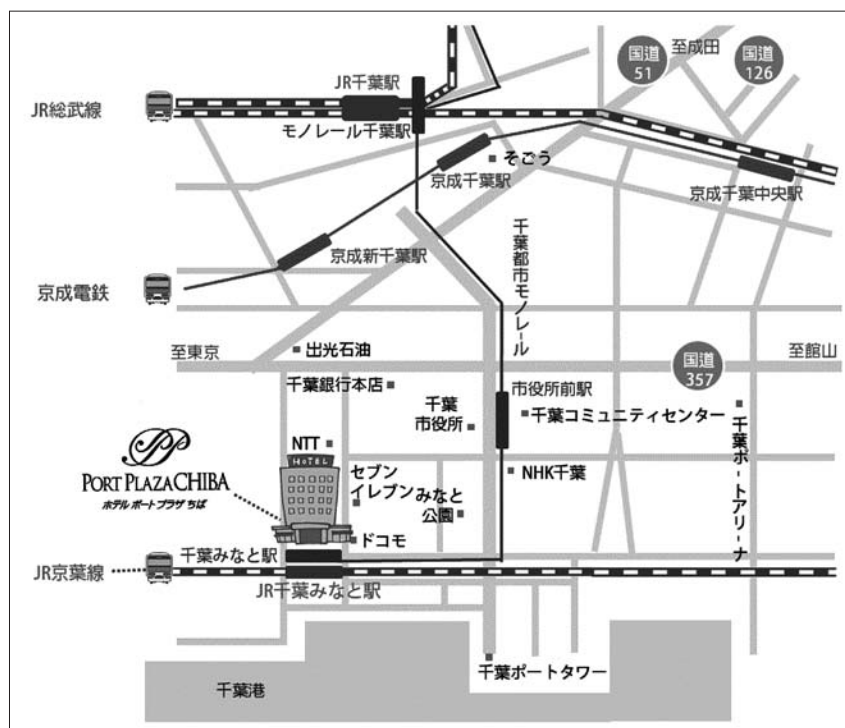 至成田
国道
51
国道
126
JR千葉駅
JR総武線
モノレール千葉駅
そごう
京成千葉駅
京成千葉中央駅
京成新千葉駅
千葉都市モノレール
京成電鉄
至東京
出光石油
国道
357
至館山
千葉銀行本店
市役所前駅
千葉
市役所
千葉コミュニティセンター
千葉ポートアリーナ
PP
PORT PLAZA CHIBA
ホテル ポートプラザ ちば
NTT
HOTEL
セブン
イレブン
みなと
公園
NHK千葉
ドコモ
千葉みなと駅
JR京葉線
JR千葉みなと駅
千葉ポートタワー
千葉港